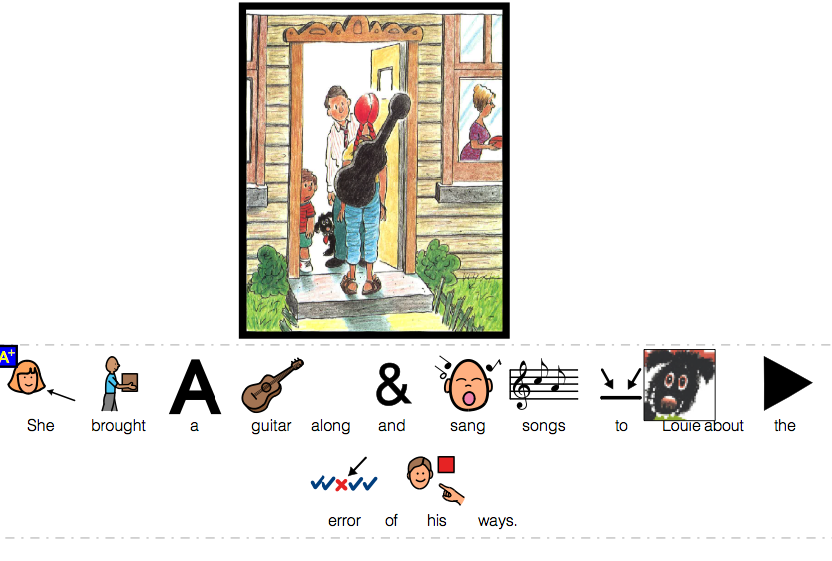 A+
A &
She brought a guitar along and sang songs to Louie about the
error of his ways.